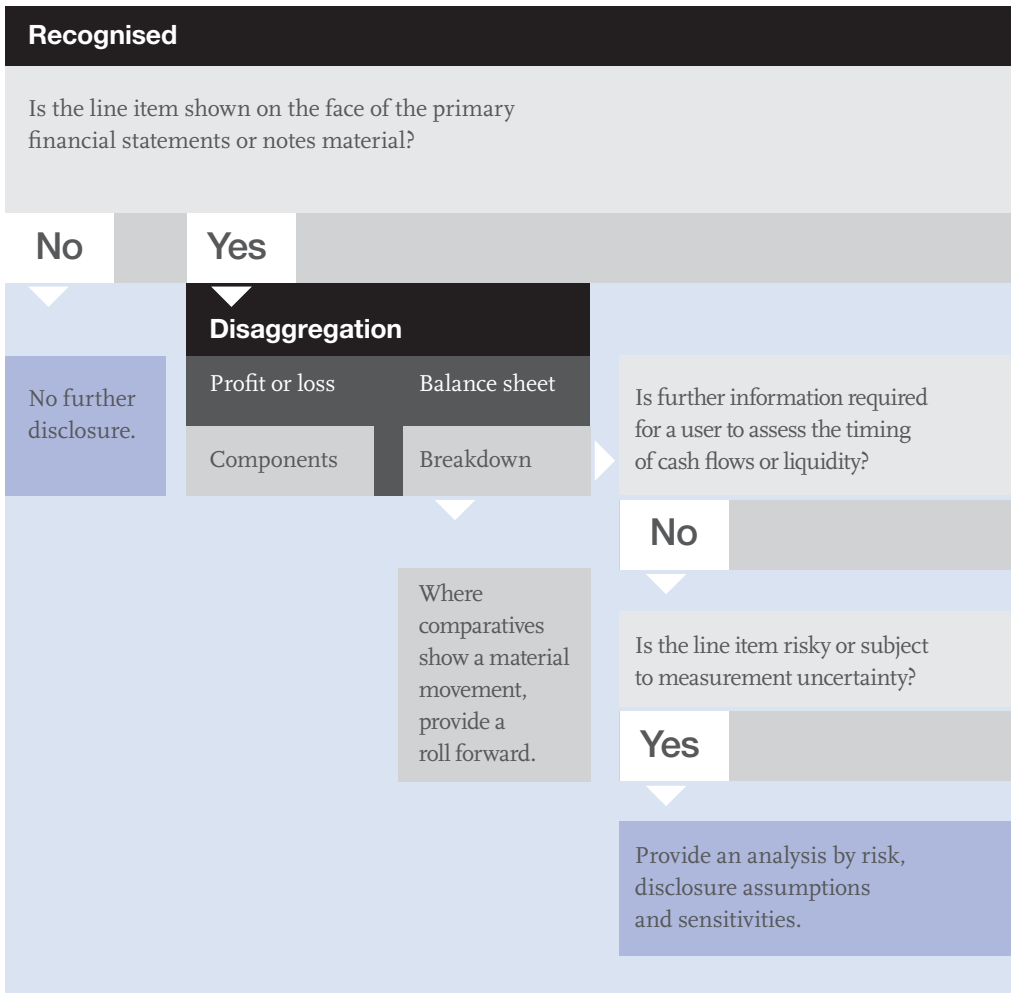 Recognised
Is the line item shown on the face of the primary
financial statements or notes material?
No
Yes
No further
disclosure.
Disaggregation
Profit or loss
Balance sheet
Components
Breakdown
Where
comparatives
show a material
movement,
provide a
roll forward.
Is further information required
for a user to assess the timing
of cash flows or liquidity?
No
Is the line item risky or subject
to measurement uncertainty?
Yes
Provide an analysis by risk,
disclosure assumptions
and sensitivities.